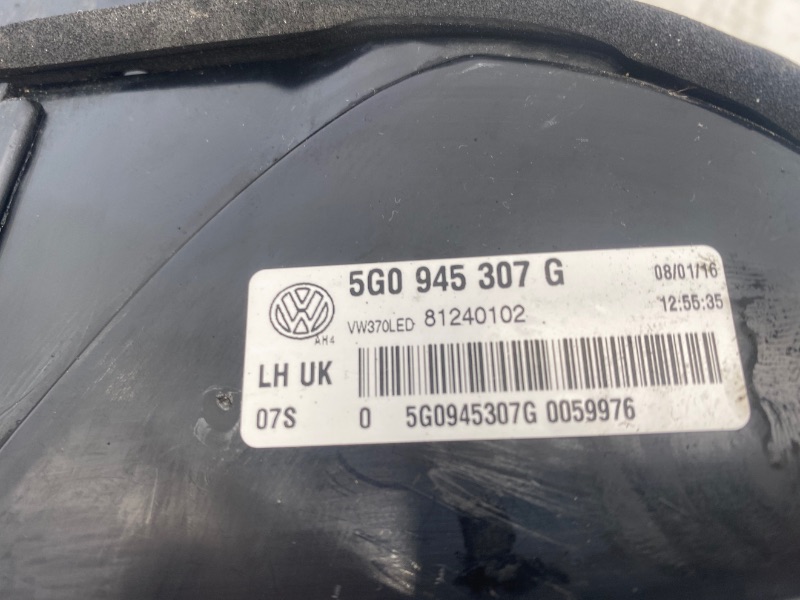 5G0 945 307 G 08/01/16
VW370LED 81240102 12:55:35
AH4
LH UK
07S 0 5G0945307G 0059976